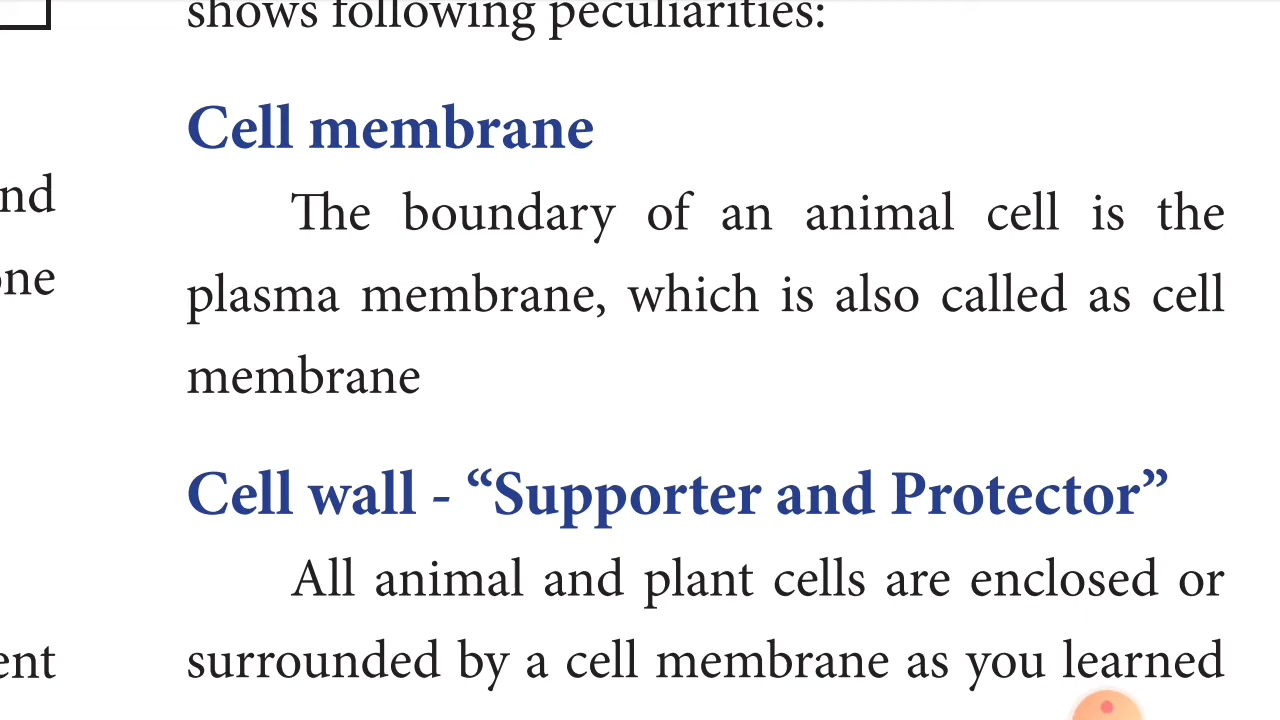 shows following peculiarities:
Cell membrane
The boundary of an animal cell is the
plasma membrane, which is also called as cell
membrane
Cell wall - “Supporter and Protector”
All animal and plant cells are enclosed or
surrounded by a cell membrane as you learned